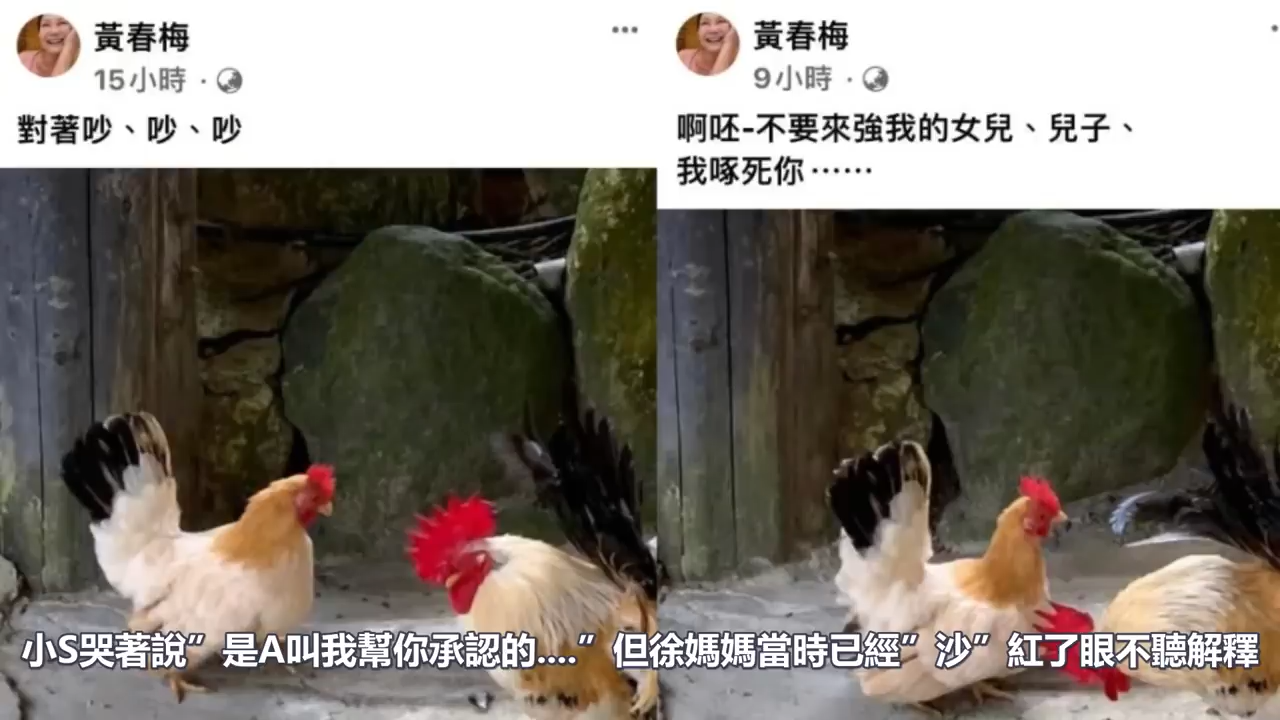 黃春梅
15小時
對著吵、吵、吵
黃春梅
9小時
啊呸-不要來強我的女兒、兒子、
我啄死你⋯⋯
小S哭著說”是A叫我幫你承認的....”但徐媽媽當時已經”沙”紅了眼不聽解釋